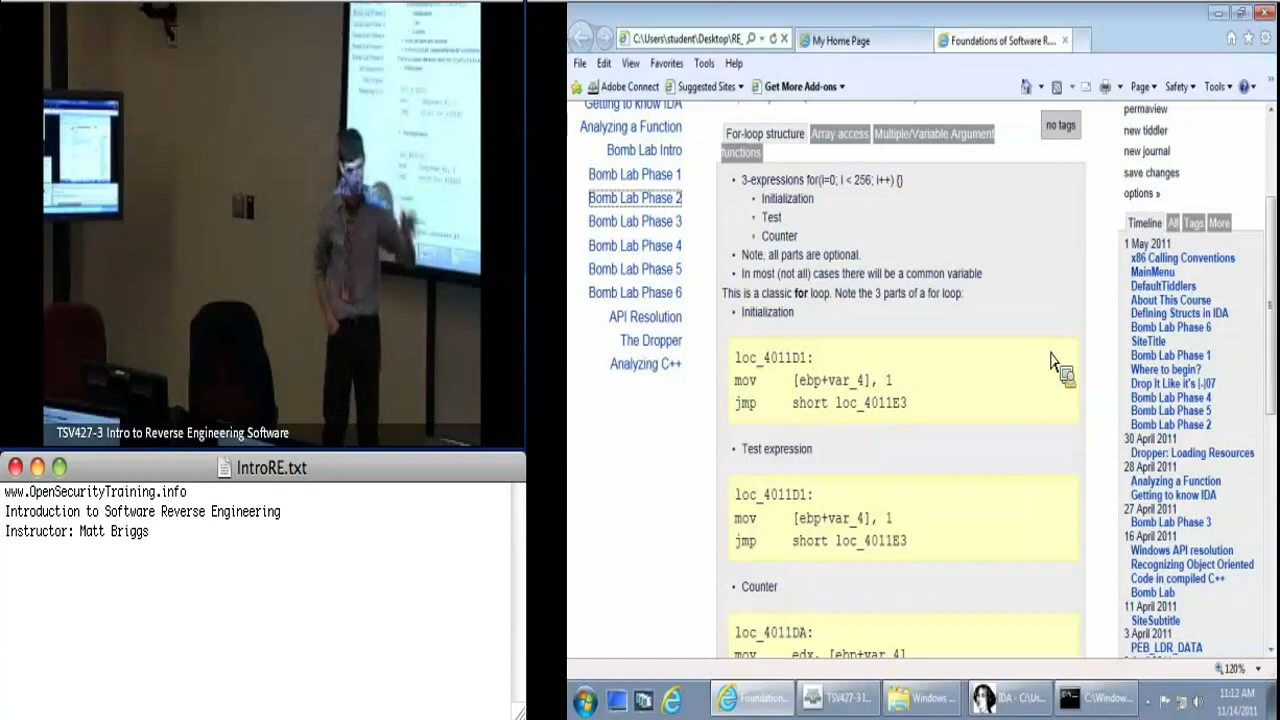 TSV427-3 Intro to Reverse Engineering Software
IntroRE.txt
www.OpenSecurityTraining.info
Introduction to Software Reverse Engineering
Instructor: Matt Briggs
C:\Users\student\Desktop\RE_
My Home Page
Foundations of Software R...
File Edit View Favorites Tools Help
Adobe Connect Suggested Sites Get More Add-ons
Page Safety Tools
Getting to know IDA
Analyzing a Function
Bomb Lab Intro
Bomb Lab Phase 1
Bomb Lab Phase 2
Bomb Lab Phase 3
Bomb Lab Phase 4
Bomb Lab Phase 5
Bomb Lab Phase 6
API Resolution
The Dropper
Analyzing C++
For-loop structure Array access Multiple/Variable Argument
functions
no tags
• 3-expressions for(i=0; i < 256; i++) {}
• Initialization
• Test
• Counter
• Note, all parts are optional.
• In most (not all) cases there will be a common variable
This is a classic for loop. Note the 3 parts of a for loop:
• Initialization
loc_4011D1:
mov [ebp+var_4], 1
jmp short loc_4011E3
• Test expression
loc_4011D1:
mov [ebp+var_4], 1
jmp short loc_4011E3
• Counter
loc_4011DA:
mov edx, [ebp+var_4]
permaview
new tiddler
new journal
save changes
options »
Timeline All Tags More
1 May 2011
x86 Calling Conventions
MainMenu
DefaultTiddlers
About This Course
Defining Structs in IDA
Bomb Lab Phase 6
SiteTitle
Bomb Lab Phase 1
Where to begin?
Drop It Like it's |-|07
Bomb Lab Phase 4
Bomb Lab Phase 5
Bomb Lab Phase 2
30 April 2011
Dropper: Loading Resources
28 April 2011
Analyzing a Function
Getting to know IDA
27 April 2011
Bomb Lab Phase 3
16 April 2011
Windows API resolution
Recognizing Object Oriented
Code in compiled C++
Bomb Lab
11 April 2011
SiteSubtitle
3 April 2011
PEB_LDR_DATA
120%
Foundation... TSV427-3 I... Windows... IDA - C:\Us... C:\Window...
11:12 AM
11/14/2011